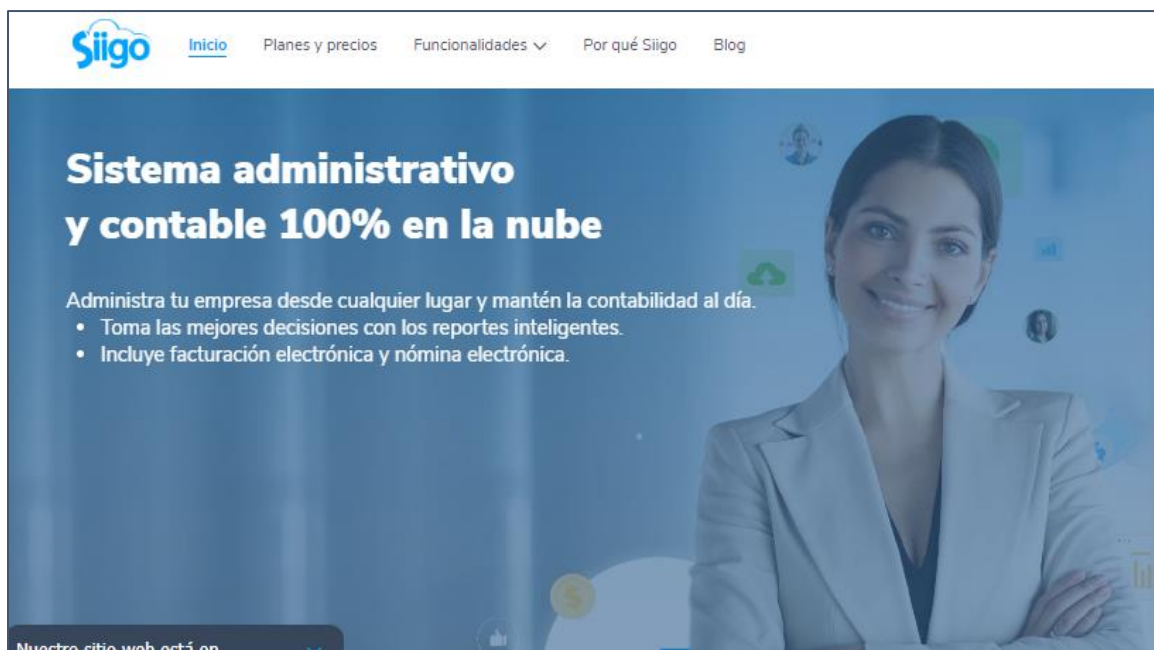 Siigo
Inicio Planes y precios Funcionalidades Por qué Siigo Blog
Sistema administrativo
y contable 100% en la nube
Administra tu empresa desde cualquier lugar y mantén la contabilidad al día.
• Toma las mejores decisiones con los reportes inteligentes.
• Incluye facturación electrónica y nómina electrónica.
$
Nuestro sitio web está en